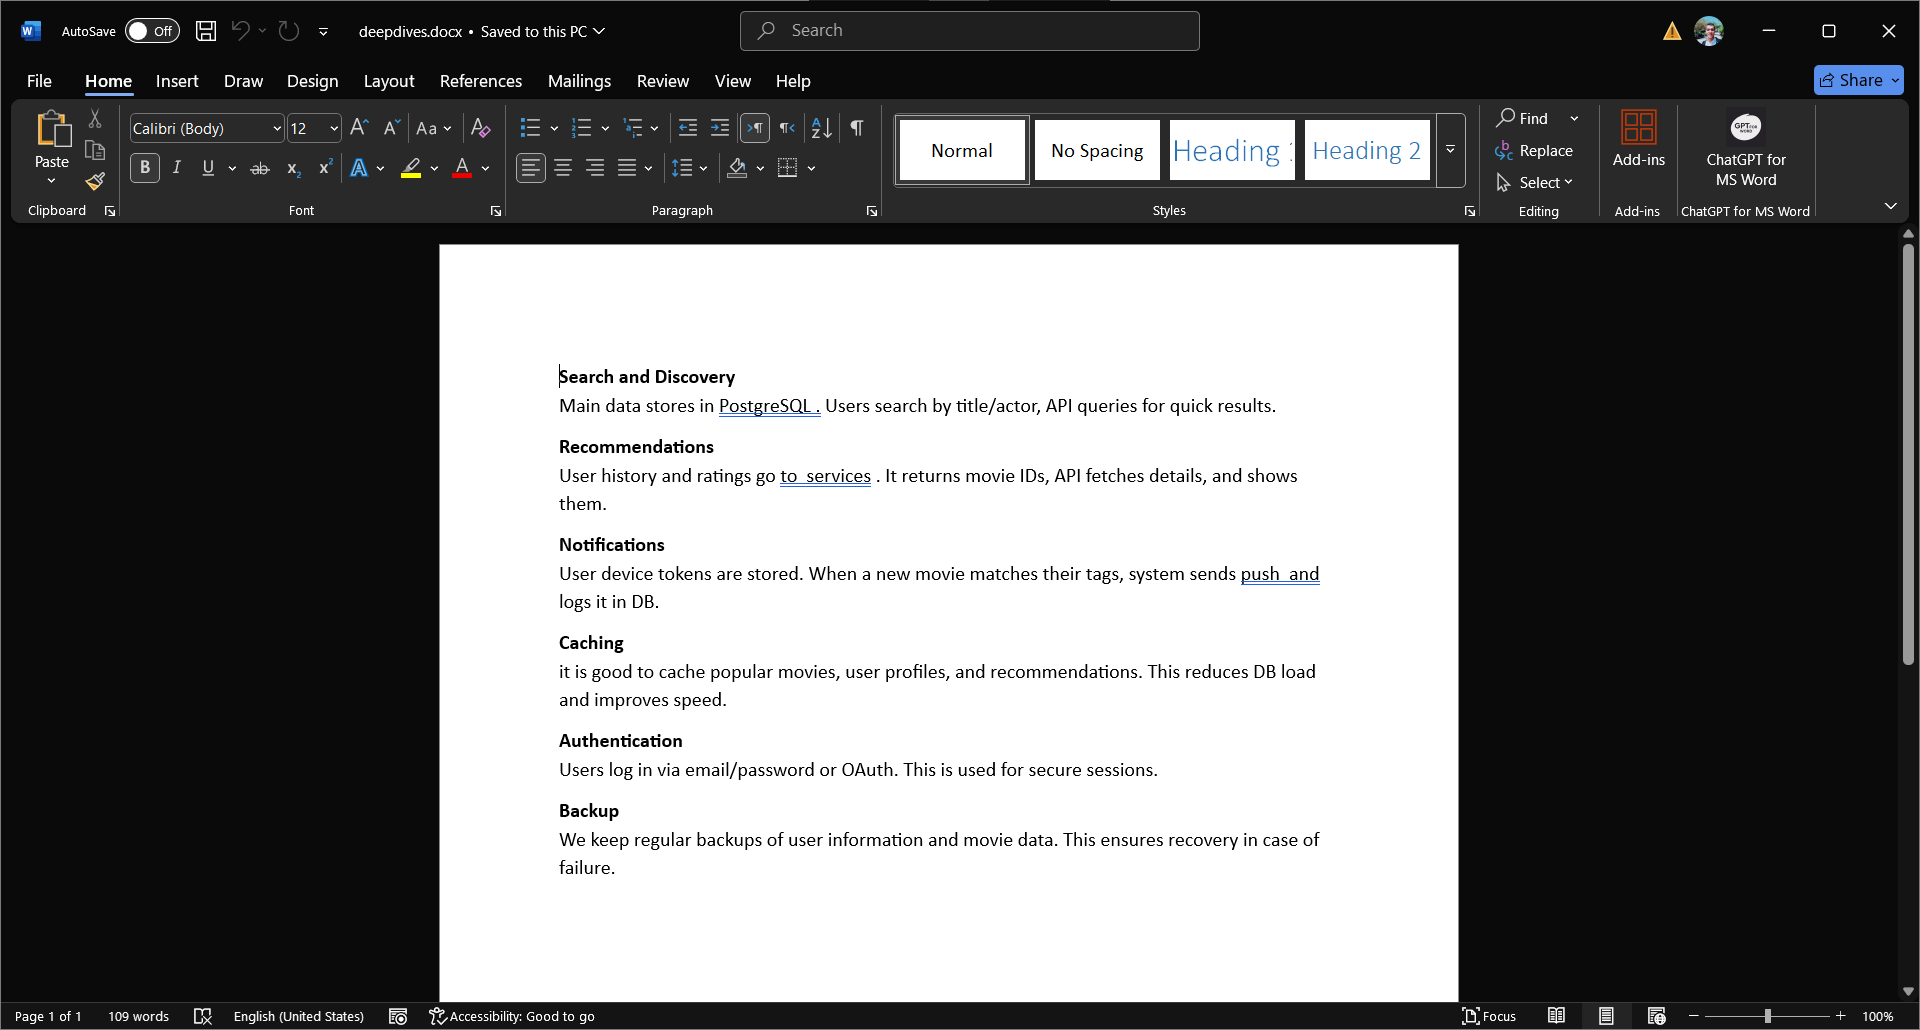 AutoSave Off deepdives.docx • Saved to this PC Search
File Home Insert Draw Design Layout References Mailings Review View Help Share
Paste Calibri (Body) 12 Aa Normal No Spacing Heading Heading 2 Find Replace Select Add-ins ChatGPT for MS Word
Clipboard Font Paragraph Styles Editing Add-ins ChatGPT for MS Word
Search and Discovery
Main data stores in PostgreSQL . Users search by title/actor, API queries for quick results.
Recommendations
User history and ratings go to  services . It returns movie IDs, API fetches details, and shows
them.
Notifications
User device tokens are stored. When a new movie matches their tags, system sends push  and
logs it in DB.
Caching
it is good to cache popular movies, user profiles, and recommendations. This reduces DB load
and improves speed.
Authentication
Users log in via email/password or OAuth. This is used for secure sessions.
Backup
We keep regular backups of user information and movie data. This ensures recovery in case of
failure.
Page 1 of 1 109 words English (United States) Accessibility: Good to go Focus 100%